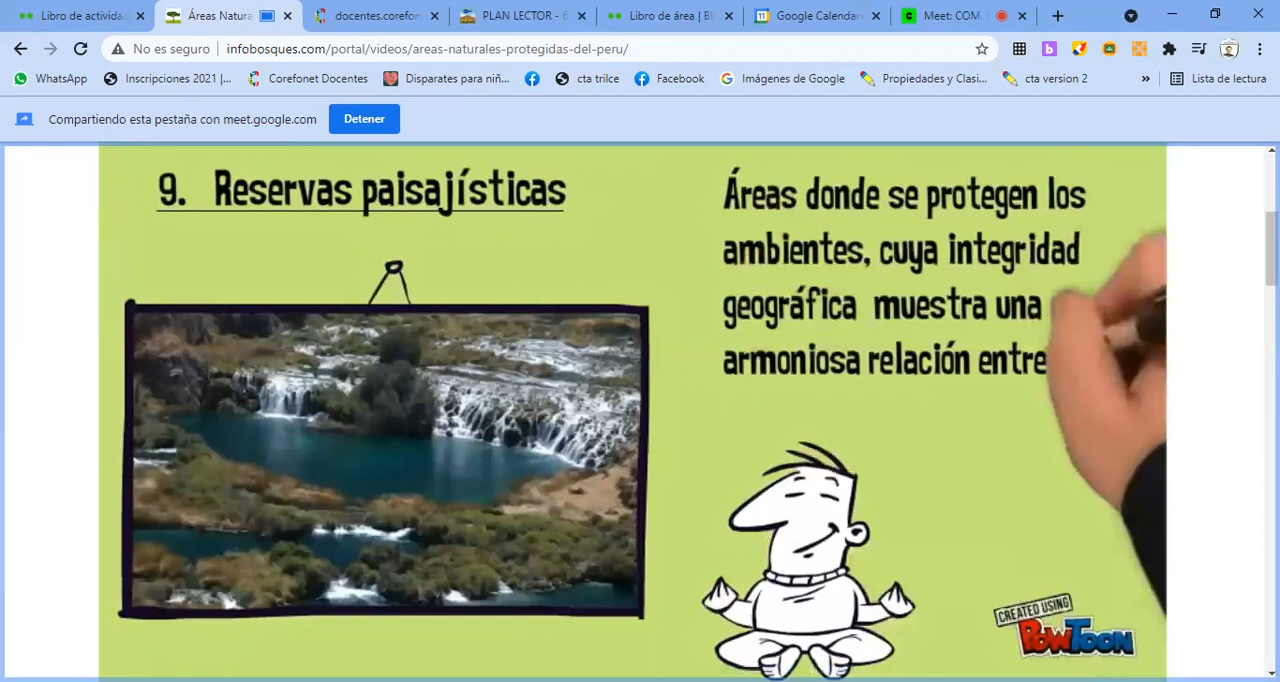 Libro de actividad
Áreas Natura
docentes.corefon
PLAN LECTOR - 6
Libro de área | Bl
Google Calendar
Meet: COM.
No es seguro
infobosques.com/portal/videos/areas-naturales-protegidas-del-peru/
WhatsApp
Inscripciones 2021 |...
Corefonet Docentes
Disparates para niñ...
cta trilce
Facebook
Imágenes de Google
Propiedades y Clasi...
cta version 2
»
Lista de lectura
Compartiendo esta pestaña con meet.google.com
Detener
9. Reservas paisajísticas
Áreas donde se protegen los
ambientes, cuya integridad
geográfica muestra una
armoniosa relación entre
CREATED USING
POWTOON